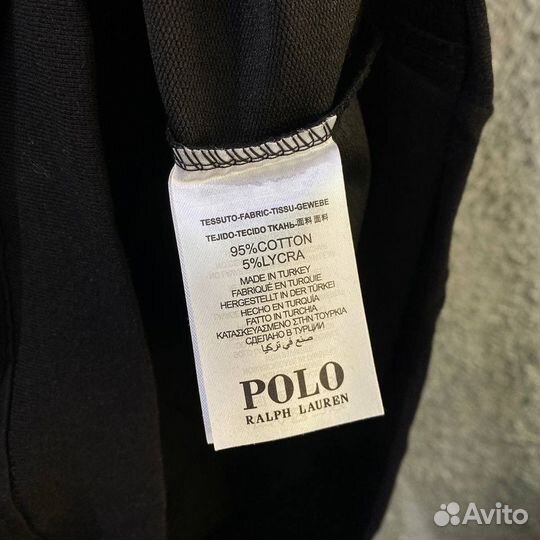 TESSUTO-FABRIC-TISSU-GEWEBE
TEJIDO-TECIDO ТКАНЬ-面料 面料
95%COTTON
5%LYCRA
MADE IN TURKEY
FABRIQUÉ EN TURQUIE
HERGESTELLT IN DER TÜRKEI
HECHO EN TURQUÍA
FATTO IN TURCHIA
ΚΑΤΑΣΚΕΥΑΣΜΕΝΟ ΣΤΗΝ ΤΟΥΡΚΙΑ
СДЕЛАНО В ТУРЦИИ
صنع في تركيا
POLO
RALPH LAUREN
Avito